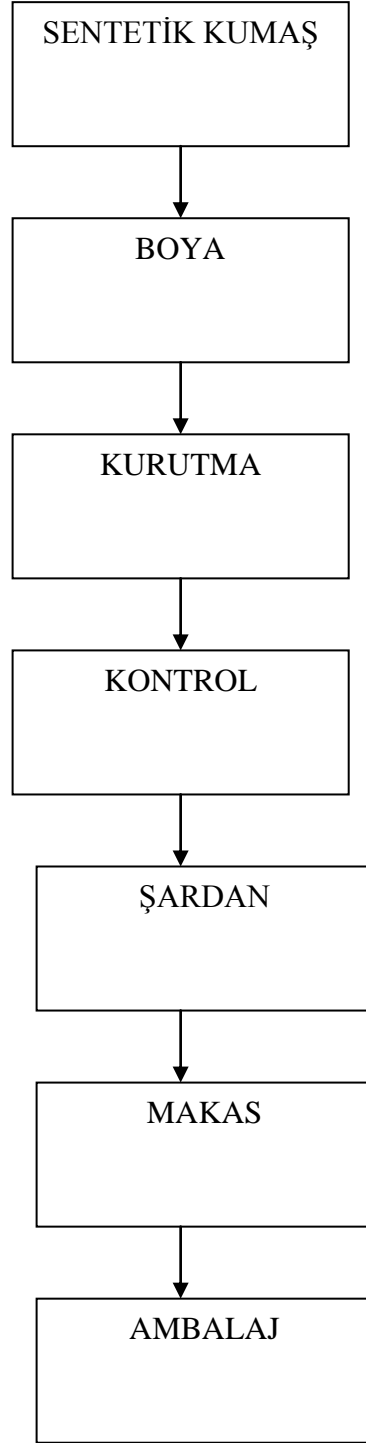 SENTETİK KUMAŞ
BOYA
KURUTMA
KONTROL
ŞARDAN
MAKAS
AMBALAJ